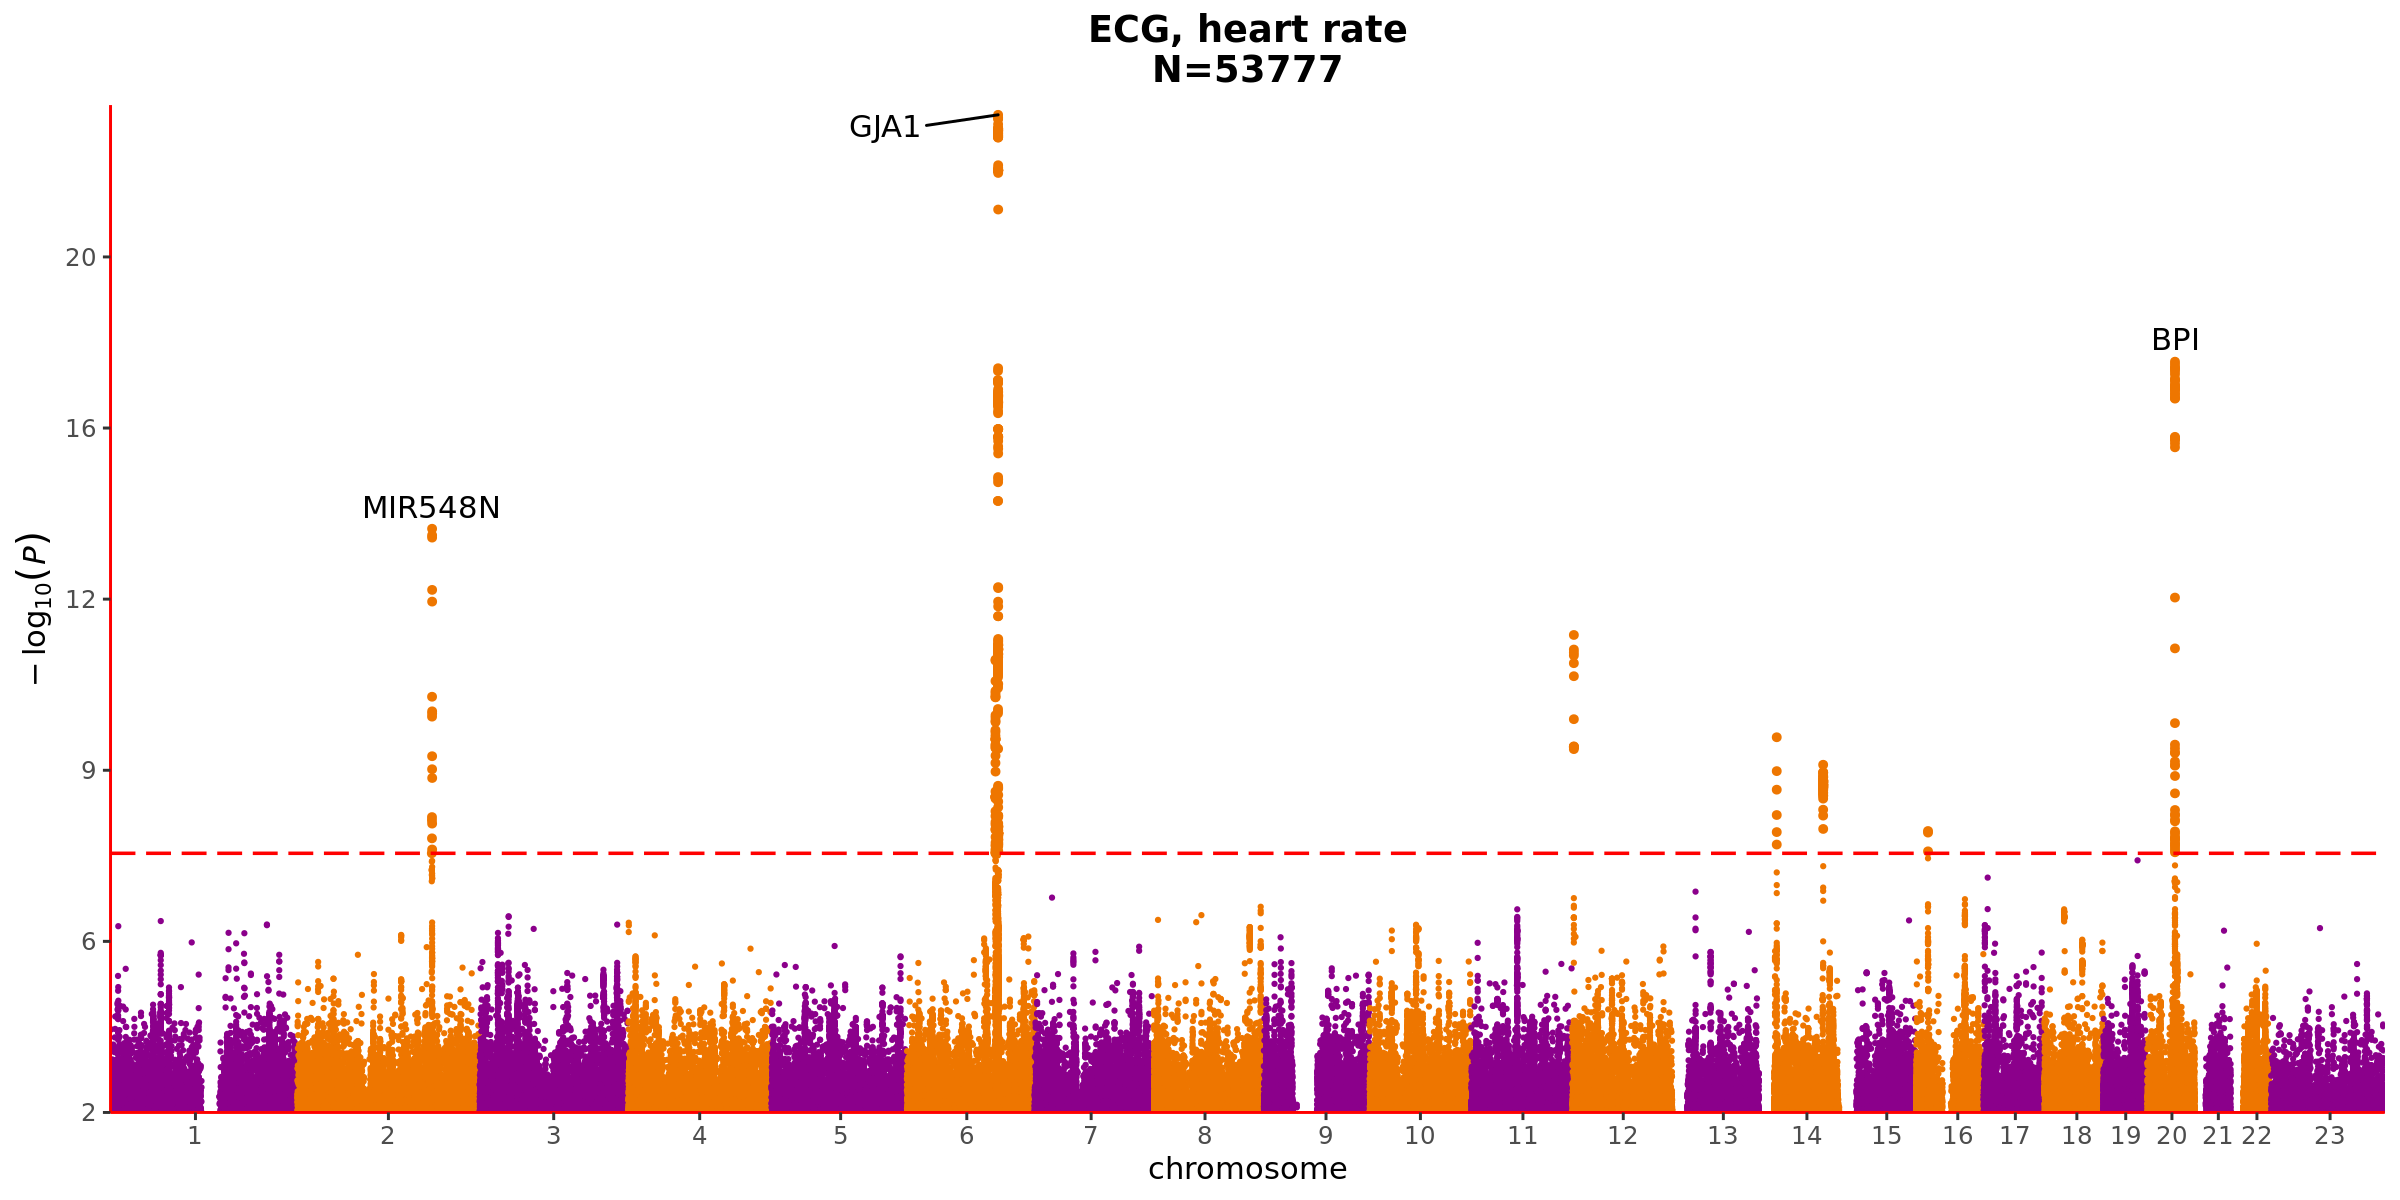 ECG, heart rate
N=53777
GJA1
BPI
MIR548N
−log₁₀(P)
20
16
12
9
6
2
1 2 3 4 5 6 7 8 9 10 11 12 13 14 15 16 17 18 19 20 21 22 23
chromosome